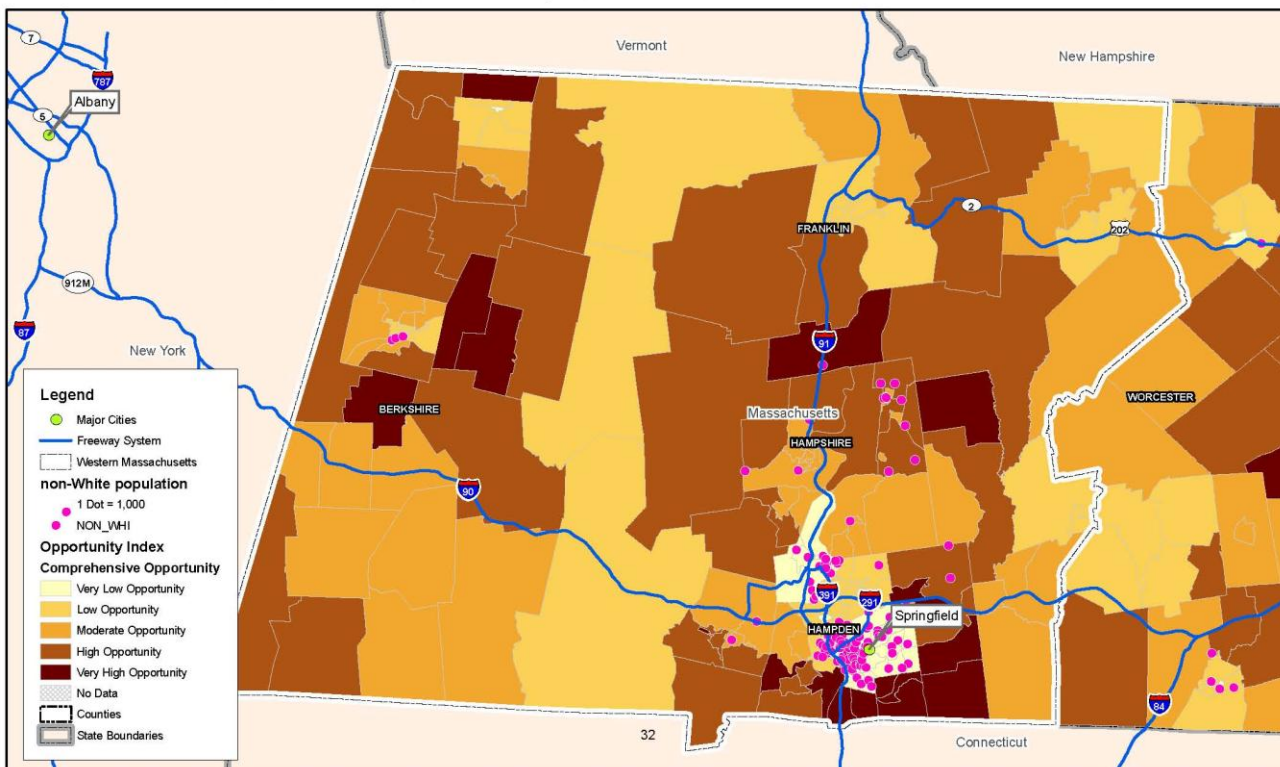 Vermont
New Hampshire
7
787
Albany
5
2
FRANKLIN
202
912M
87
New York
91
BERKSHIRE
WORCESTER
Massachusetts
HAMPSHIRE
90
391
291
Springfield
HAMPDEN
84
32
Connecticut
Legend
Major Cities
Freeway System
Western Massachusetts
non-White population
1 Dot = 1,000
NON_WHI
Opportunity Index
Comprehensive Opportunity
Very Low Opportunity
Low Opportunity
Moderate Opportunity
High Opportunity
Very High Opportunity
No Data
Counties
State Boundaries